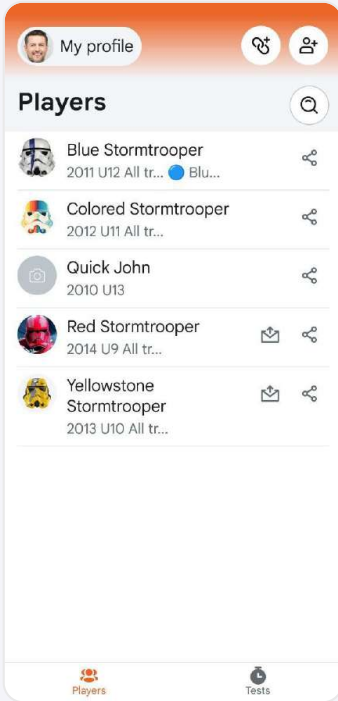 My profile
Players
Blue Stormtrooper
2011 U12 All tr... 🔵 Blu...
Colored Stormtrooper
2012 U11 All tr...
Quick John
2010 U13
Red Stormtrooper
2014 U9 All tr...
Yellowstone
Stormtrooper
2013 U10 All tr...
Players
Tests